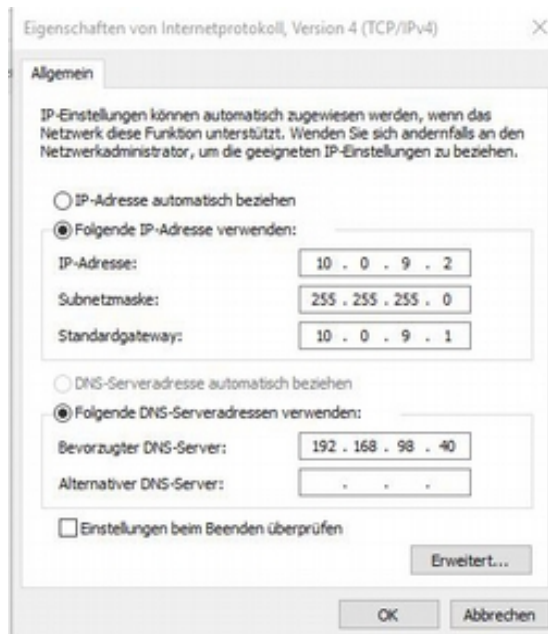 Eigenschaften von Internetprotokoll, Version 4 (TCP/IPv4)
Allgemein
IP-Einstellungen können automatisch zugewiesen werden, wenn das
Netzwerk diese Funktion unterstützt. Wenden Sie sich andernfalls an den
Netzwerkadministrator, um die geeigneten IP-Einstellungen zu beziehen.
IP-Adresse automatisch beziehen
Folgende IP-Adresse verwenden:
IP-Adresse: 10 . 0 . 9 . 2
Subnetzmaske: 255 . 255 . 255 . 0
Standardgateway: 10 . 0 . 9 . 1
DNS-Serveradresse automatisch beziehen
Folgende DNS-Serveradressen verwenden:
Bevorzugter DNS-Server: 192 . 168 . 98 . 40
Alternativer DNS-Server: . . .
Einstellungen beim Beenden überprüfen
Erweitert...
OK Abbrechen